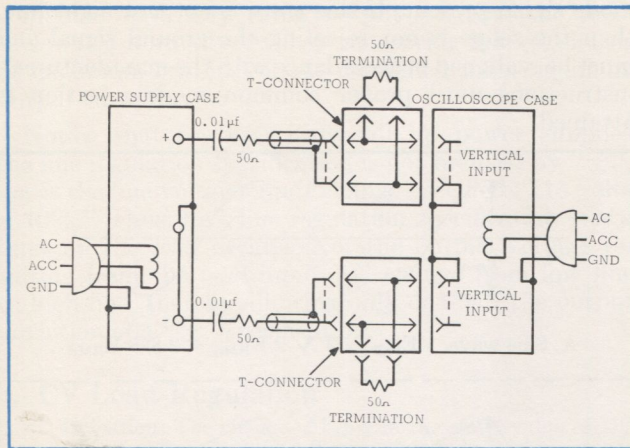 50Ω
TERMINATION
T-CONNECTOR
POWER SUPPLY CASE
OSCILLOSCOPE CASE
+
0.01μf
50Ω
VERTICAL
INPUT
AC
ACC
GND
AC
ACC
GND
-
0.01μf
50Ω
VERTICAL
INPUT
T-CONNECTOR
50Ω
TERMINATION